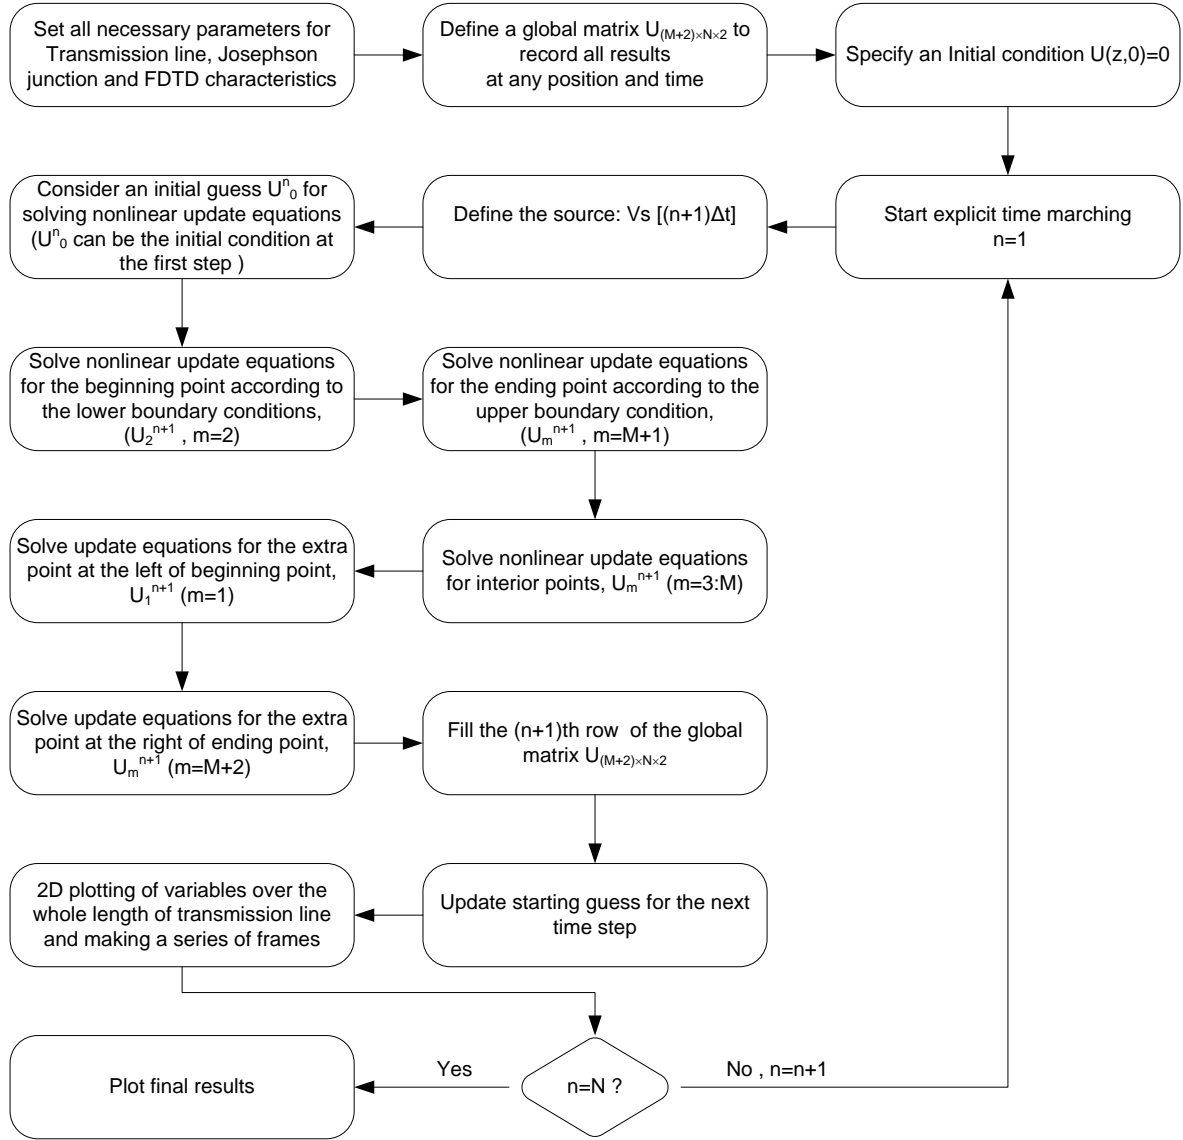 Set all necessary parameters for
Transmission line, Josephson
junction and FDTD characteristics
Define a global matrix U(M+2)×N×2 to
record all results
at any position and time
Specify an Initial condition U(z,0)=0
Start explicit time marching
n=1
Define the source: Vs [(n+1)Δt]
Consider an initial guess Uⁿ₀ for
solving nonlinear update equations
(Uⁿ₀ can be the initial condition at
the first step )
Solve nonlinear update equations
for the beginning point according to
the lower boundary conditions,
(U₂ⁿ⁺¹ , m=2)
Solve nonlinear update equations
for the ending point according to the
upper boundary condition,
(Uₘⁿ⁺¹ , m=M+1)
Solve nonlinear update equations
for interior points, Uₘⁿ⁺¹ (m=3:M)
Solve update equations for the extra
point at the left of beginning point,
U₁ⁿ⁺¹ (m=1)
Solve update equations for the extra
point at the right of ending point,
Uₘⁿ⁺¹ (m=M+2)
Fill the (n+1)th row of the global
matrix U(M+2)×N×2
Update starting guess for the next
time step
2D plotting of variables over the
whole length of transmission line
and making a series of frames
n=N ?
Yes
No , n=n+1
Plot final results